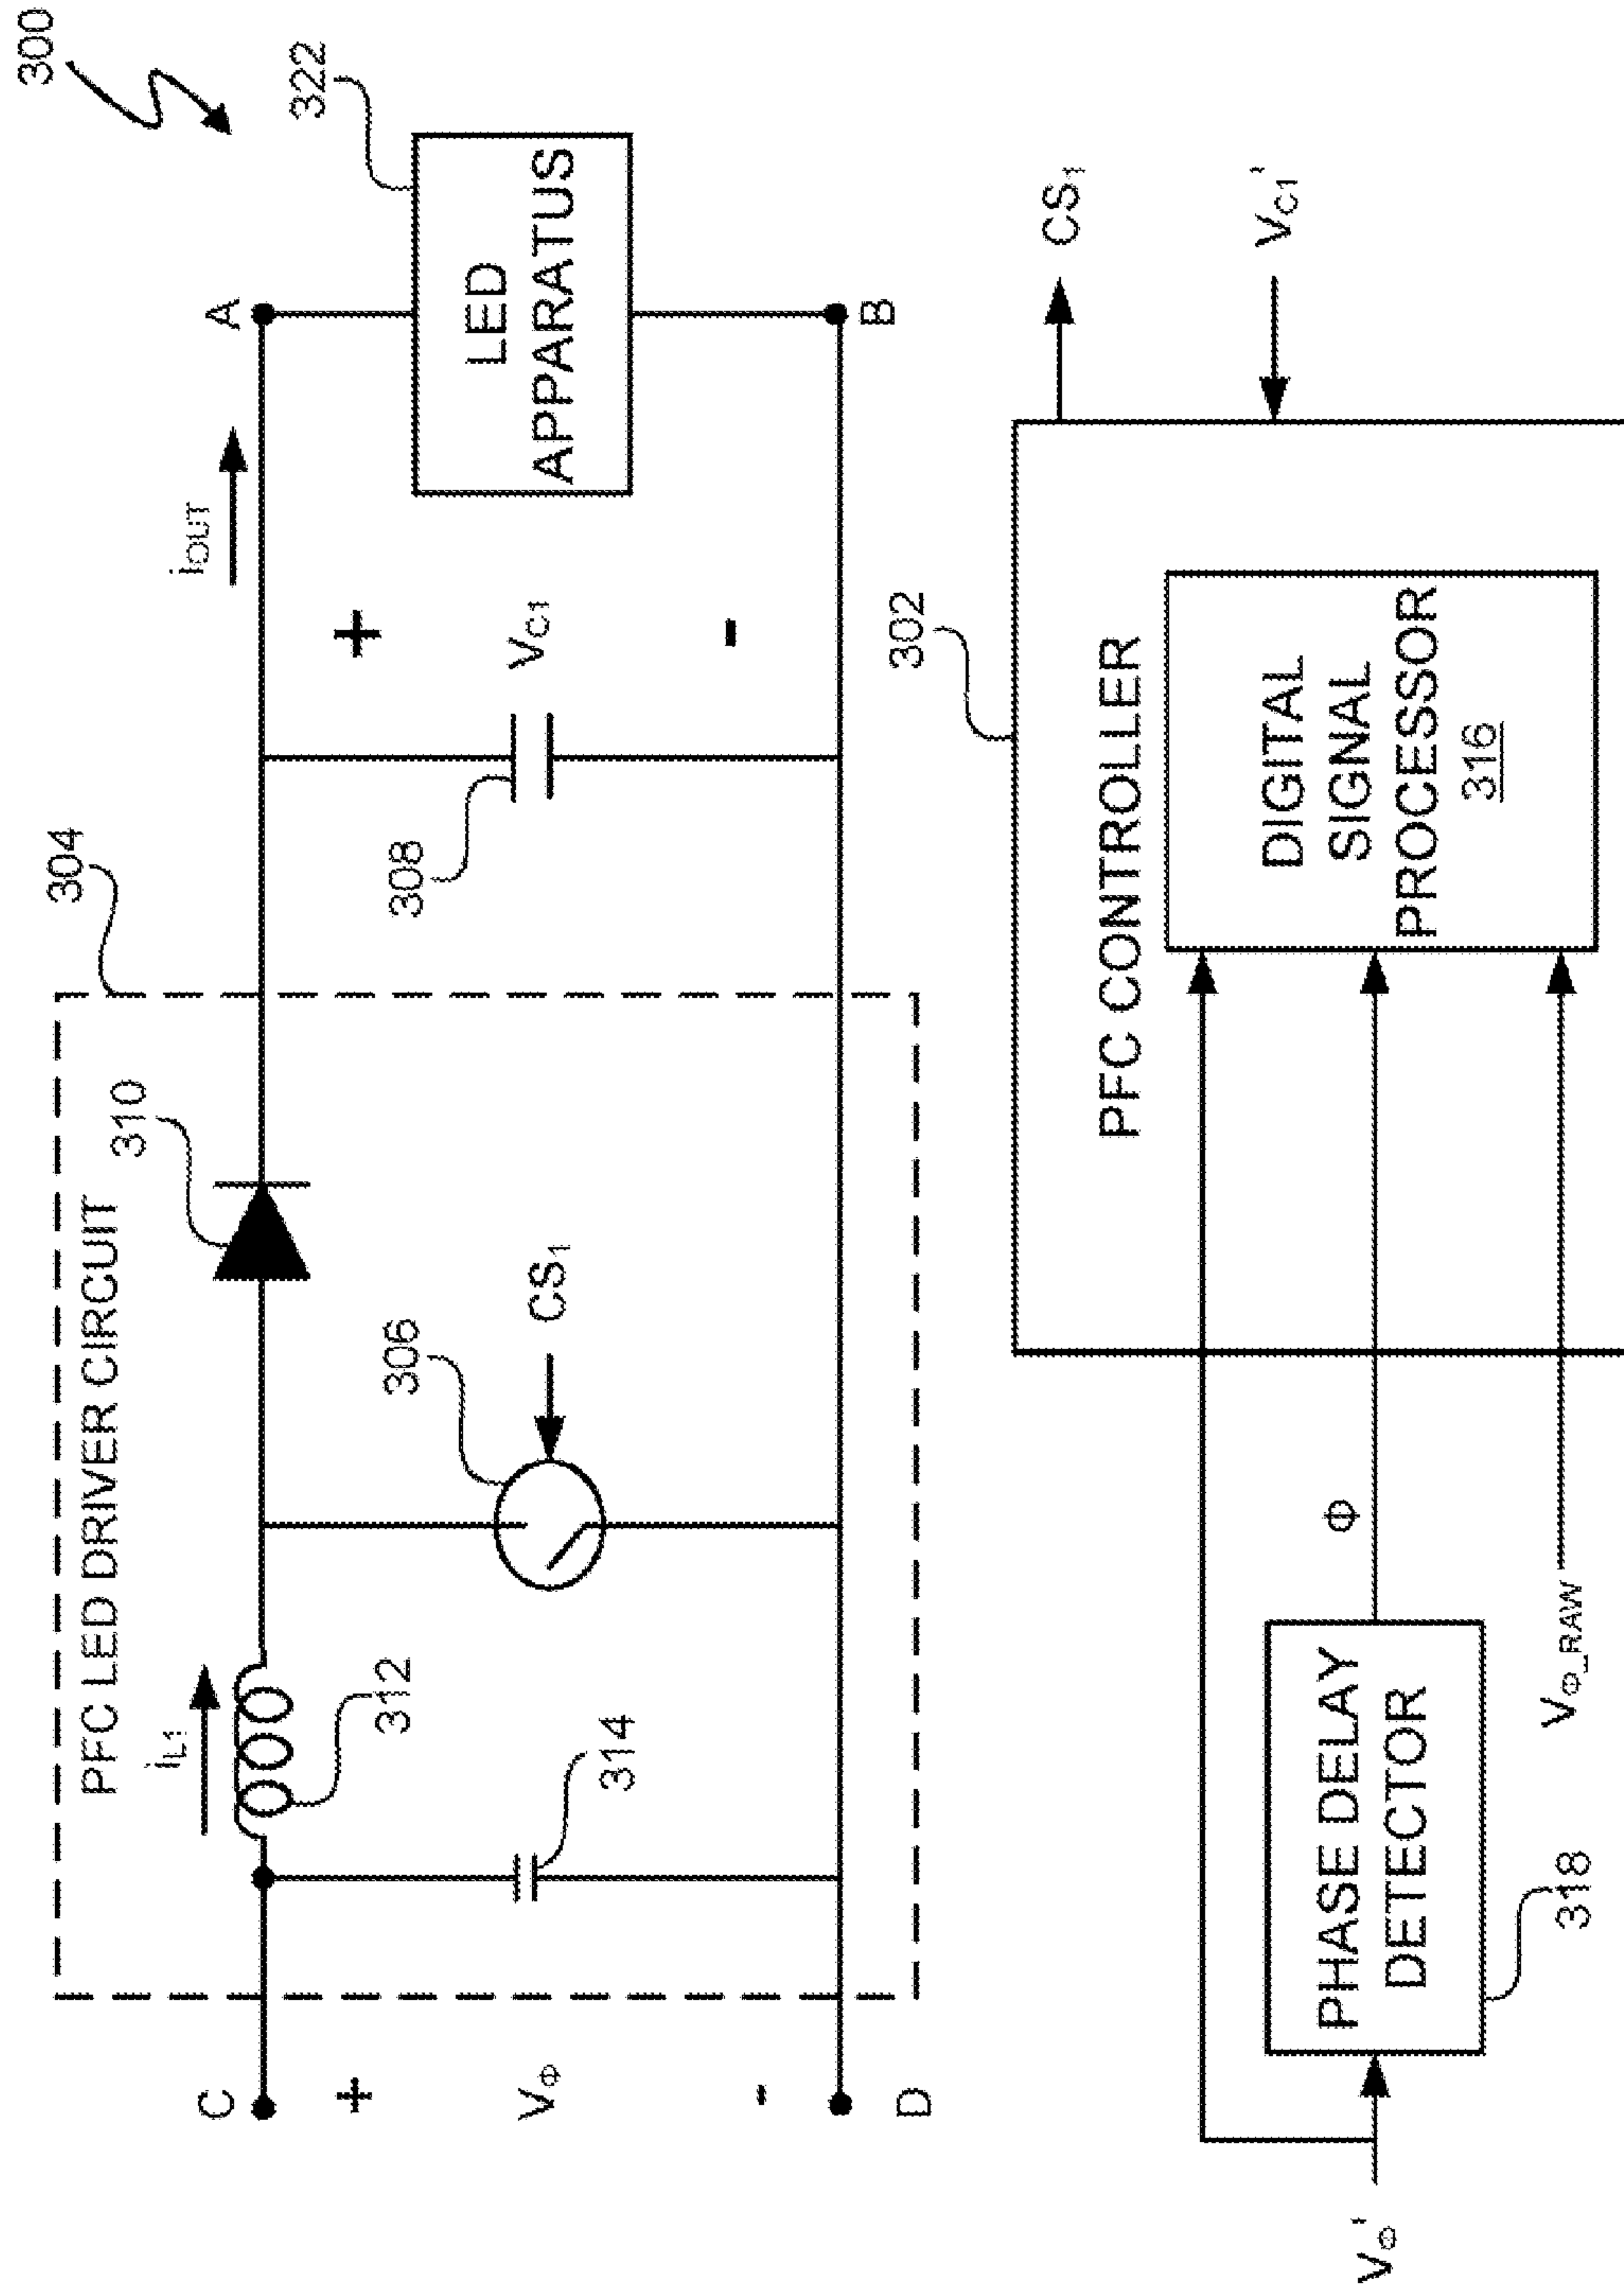 300
304
PFC LED DRIVER CIRCUIT
iL1
310
iOUT
A
322
C
+
VΦ
-
D
312
314
306
CS1
308
+
VC1
-
LED
APPARATUS
B
302
PFC CONTROLLER
CS1
VC1'
DIGITAL
SIGNAL
PROCESSOR
316
VΦ'
PHASE DELAY
DETECTOR
318
Φ
VΦ_RAW